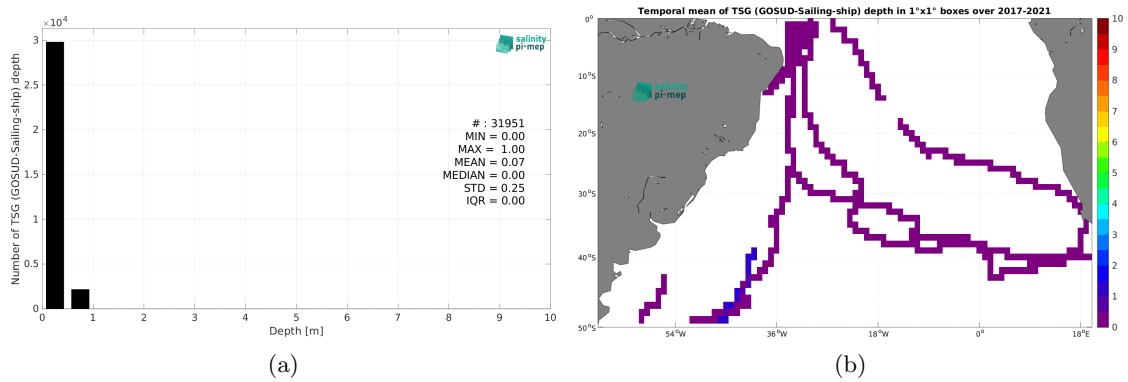 ×10⁴
3
2.5
2
1.5
1
0.5
0
0 1 2 3 4 5 6 7 8 9 10
Number of TSG (GOSUD-Sailing-ship) depth
Depth [m]
salinity
pi-mep
# : 31951
MIN = 0.00
MAX = 1.00
MEAN = 0.07
MEDIAN = 0.00
STD = 0.25
IQR = 0.00
(a)
Temporal mean of TSG (GOSUD-Sailing-ship) depth in 1°x1° boxes over 2017-2021
0°
10°S
20°S
30°S
40°S
50°S
54°W 36°W 18°W 0° 18°E
salinity
pi-mep
10
9
8
7
6
5
4
3
2
1
0
(b)